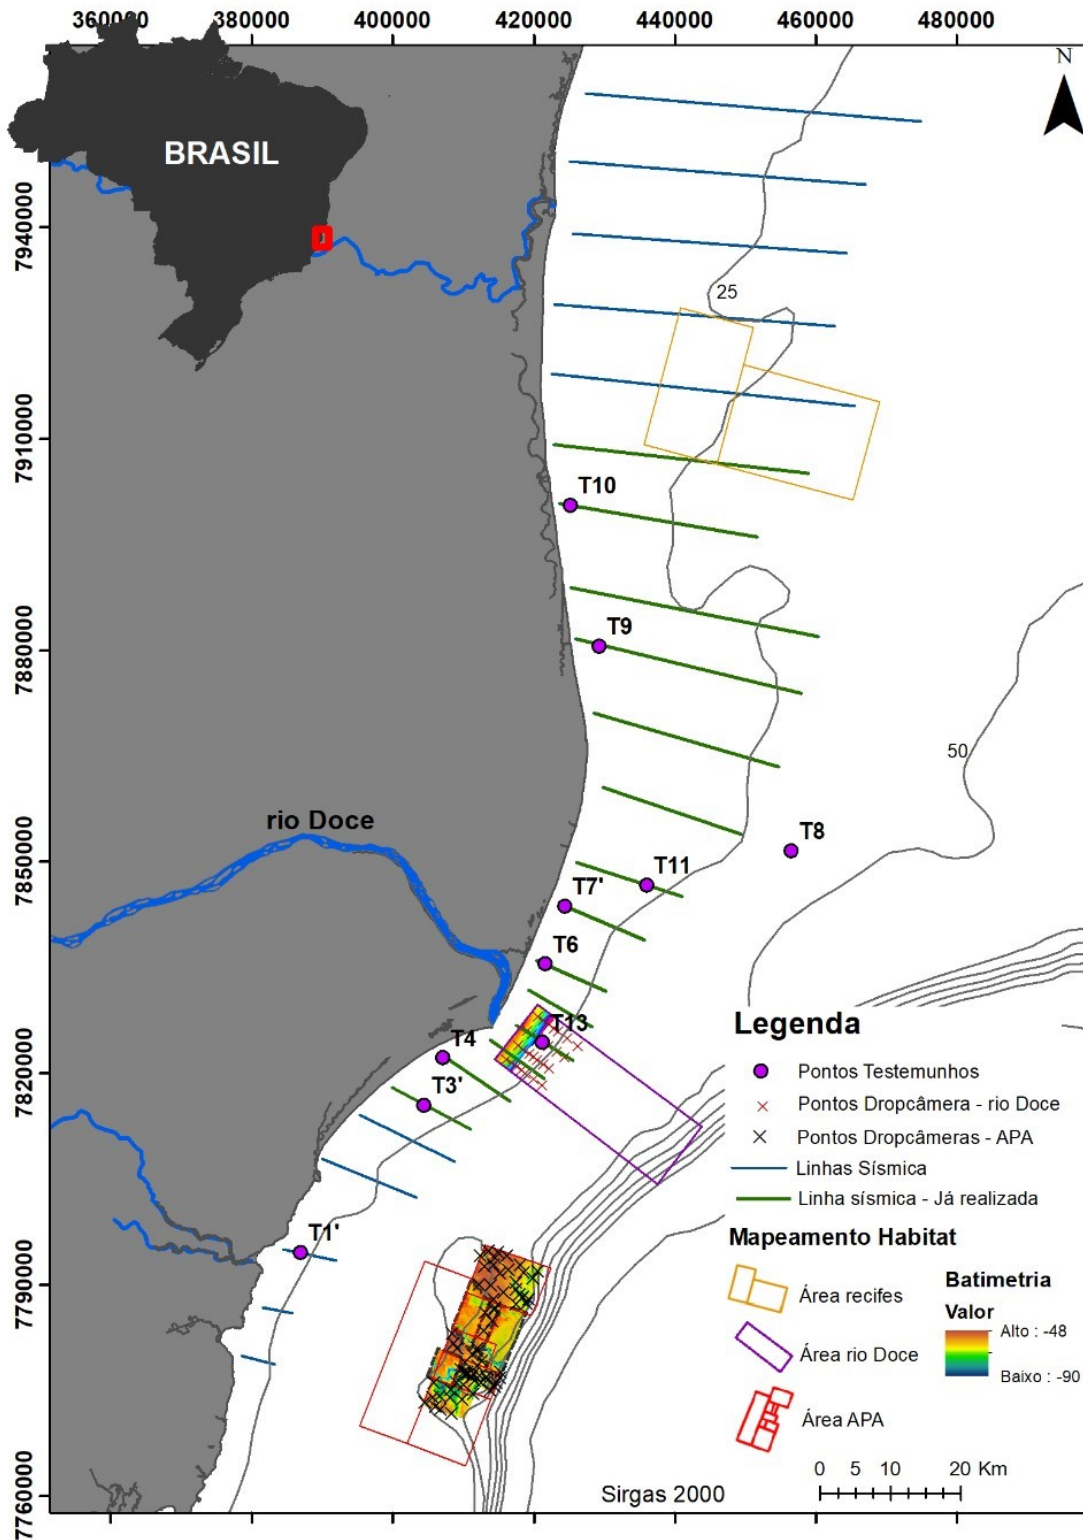 360000 380000 400000 420000 440000 460000 480000
N
BRASIL
7940000
25
7910000
T10
7880000
T9
50
rio Doce
T8
7850000
T11
T7'
T6
T13
T4
7820000
T3'
T1'
7790000
7760000
Legenda
Pontos Testemunhos
Pontos Dropcâmera - rio Doce
Pontos Dropcâmeras - APA
Linhas Sísmica
Linha sísmica - Já realizada
Mapeamento Habitat
Área recifes
Área rio Doce
Área APA
Batimetria
Valor
Alto : -48
Baixo : -90
0 5 10 20 Km
Sirgas 2000